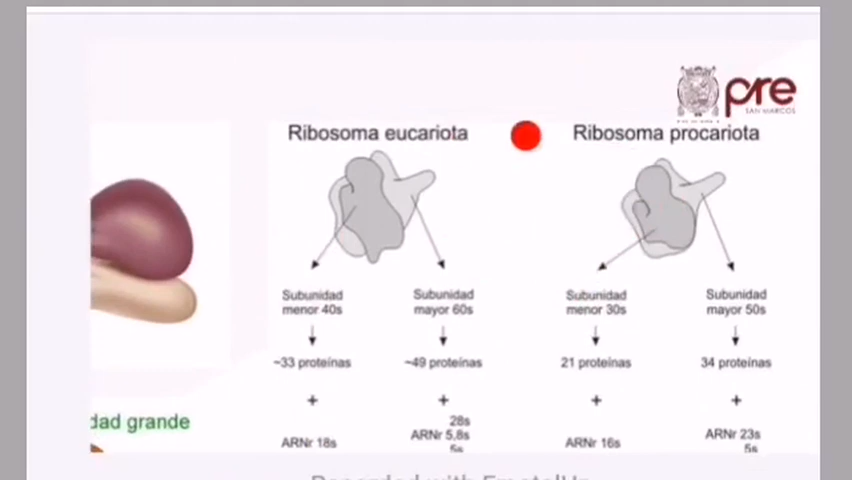 pre
SAN MARCOS
Ribosoma eucariota
Ribosoma procariota
Subunidad
menor 40s
Subunidad
mayor 60s
Subunidad
menor 30s
Subunidad
mayor 50s
~33 proteínas
~49 proteínas
21 proteínas
34 proteínas
+
+
+
+
dad grande
ARNr 18s
28s
ARNr 5,8s
5s
ARNr 16s
ARNr 23s
5s